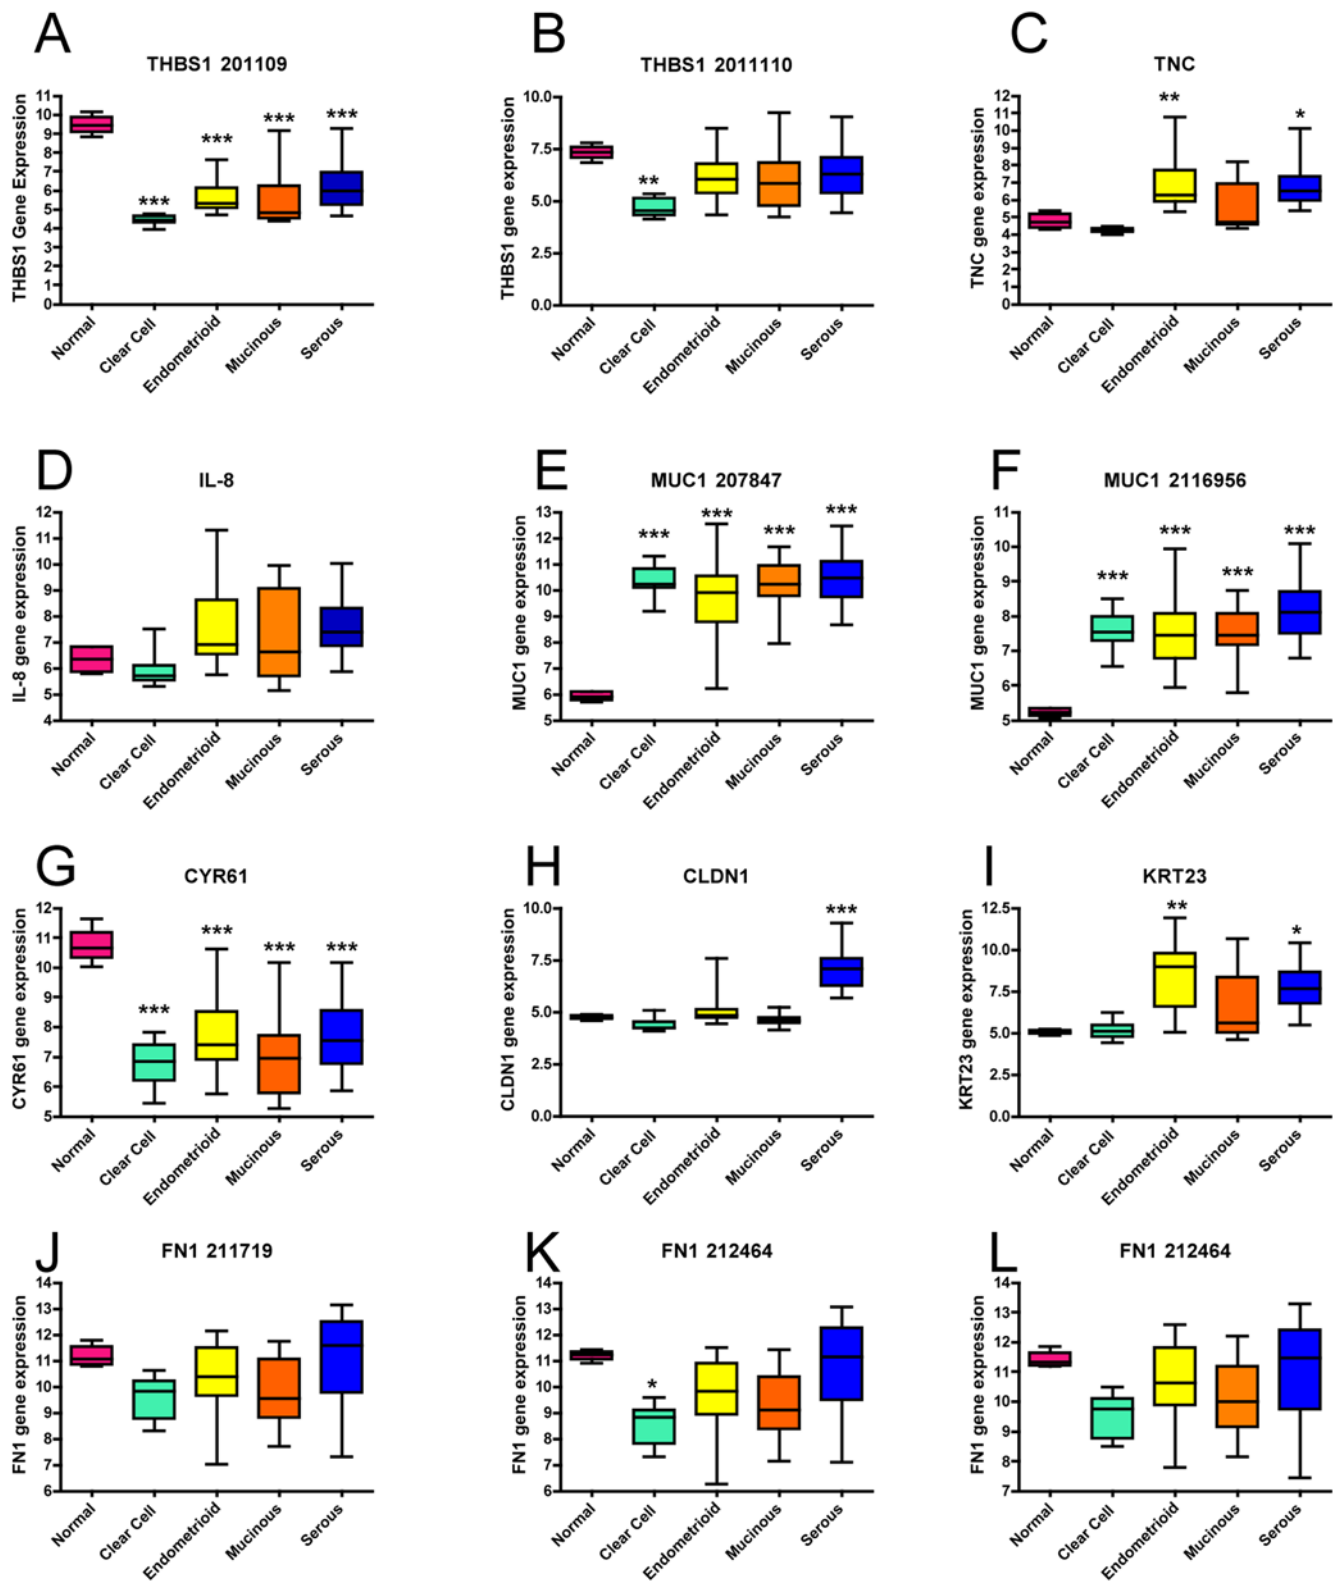 A
THBS1 201109
THBS1 Gene Expression
11
10
9
8
7
6
5
4
3
2
1
0
***
***
***
***
Normal
Clear Cell
Endometrioid
Mucinous
Serous
B
THBS1 2011110
THBS1 gene expression
10.0
7.5
5.0
2.5
0.0
**
Normal
Clear Cell
Endometrioid
Mucinous
Serous
C
TNC
TNC gene expression
12
11
10
9
8
7
6
5
4
3
2
1
0
**
*
Normal
Clear Cell
Endometrioid
Mucinous
Serous
D
IL-8
IL-8 gene expression
12
11
10
9
8
7
6
5
4
Normal
Clear Cell
Endometrioid
Mucinous
Serous
E
MUC1 207847
MUC1 gene expression
13
12
11
10
9
8
7
6
5
***
***
***
***
Normal
Clear Cell
Endometrioid
Mucinous
Serous
F
MUC1 2116956
MUC1 gene expression
11
10
9
8
7
6
5
***
***
***
***
Normal
Clear Cell
Endometrioid
Mucinous
Serous
G
CYR61
CYR61 gene expression
12
11
10
9
8
7
6
5
***
***
***
***
Normal
Clear Cell
Endometrioid
Mucinous
Serous
H
CLDN1
CLDN1 gene expression
10.0
7.5
5.0
2.5
0.0
***
Normal
Clear Cell
Endometrioid
Mucinous
Serous
I
KRT23
KRT23 gene expression
12.5
10.0
7.5
5.0
2.5
0.0
**
*
Normal
Clear Cell
Endometrioid
Mucinous
Serous
J
FN1 211719
FN1 gene expression
14
13
12
11
10
9
8
7
6
Normal
Clear Cell
Endometrioid
Mucinous
Serous
K
FN1 212464
FN1 gene expression
14
13
12
11
10
9
8
7
6
*
Normal
Clear Cell
Endometrioid
Mucinous
Serous
L
FN1 212464
FN1 gene expression
14
13
12
11
10
9
8
7
Normal
Clear Cell
Endometrioid
Mucinous
Serous